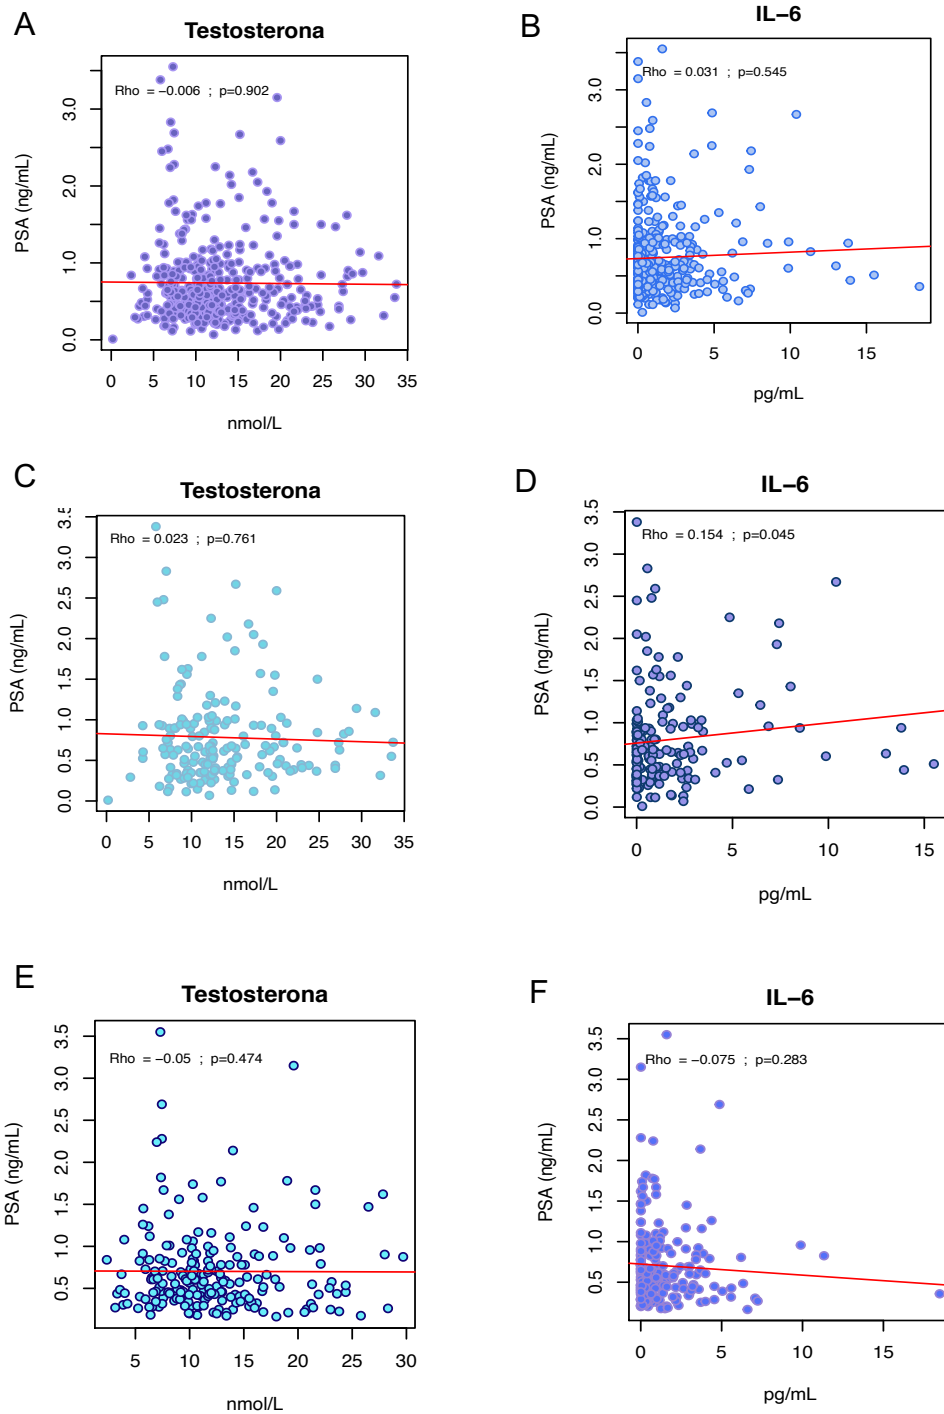 A
Testosterona
Rho = −0.006 ; p=0.902
PSA (ng/mL)
0.0 1.0 2.0 3.0
0 5 10 15 20 25 30 35
nmol/L
B
IL−6
Rho = 0.031 ; p=0.545
PSA (ng/mL)
0.0 1.0 2.0 3.0
0 5 10 15
pg/mL
C
Testosterona
Rho = 0.023 ; p=0.761
PSA (ng/mL)
0.0 0.5 1.0 1.5 2.0 2.5 3.0 3.5
0 5 10 15 20 25 30 35
nmol/L
D
IL−6
Rho = 0.154 ; p=0.045
PSA (ng/mL)
0.0 0.5 1.0 1.5 2.0 2.5 3.0 3.5
0 5 10 15
pg/mL
E
Testosterona
Rho = −0.05 ; p=0.474
PSA (ng/mL)
0.5 1.0 1.5 2.0 2.5 3.0 3.5
5 10 15 20 25 30
nmol/L
F
IL−6
Rho = −0.075 ; p=0.283
PSA (ng/mL)
0.5 1.0 1.5 2.0 2.5 3.0 3.5
0 5 10 15
pg/mL